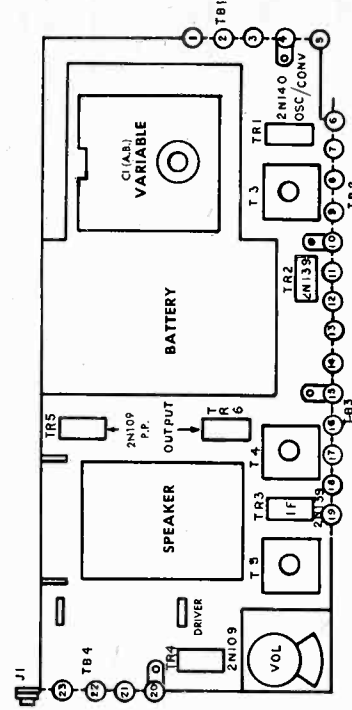 J1
23
TB4
22
21
20
TR4
2N109
DRIVER
VOL
SPEAKER
T5
TR3
IF
2N139
19
18
17
16
TB3
15
T4
TR5
2N109
P.P.
OUTPUT
TR6
BATTERY
C1(A.B.)
VARIABLE
14
13
12
11
10
TR2
2N139
T3
TR1
2N140
OSC/CONV
9
8
7
6
TB2
5
4
3
2
1
TB1